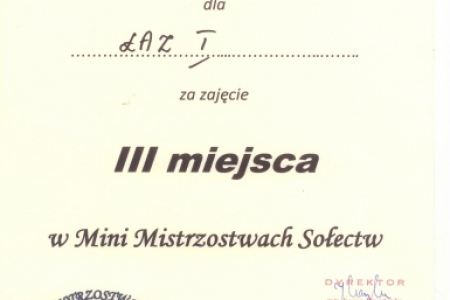 dla
ŁAZ I
za zajęcie
III miejsca
w Mini Mistrzostwach Sołectw
DYREKTOR